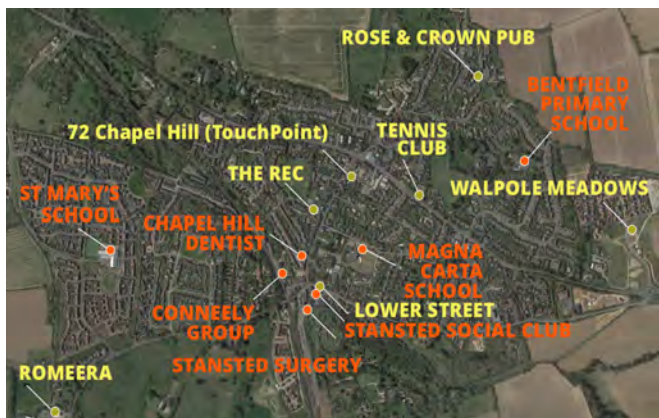 ROSE & CROWN PUB
BENTFIELD
PRIMARY
SCHOOL
72 Chapel Hill (TouchPoint)
TENNIS
CLUB
THE REC
WALPOLE MEADOWS
ST MARY'S
SCHOOL
CHAPEL HILL
DENTIST
MAGNA
CARTA
SCHOOL
CONNEELY
GROUP
LOWER STREET
STANSTED SOCIAL CLUB
STANSTED SURGERY
ROMEERA